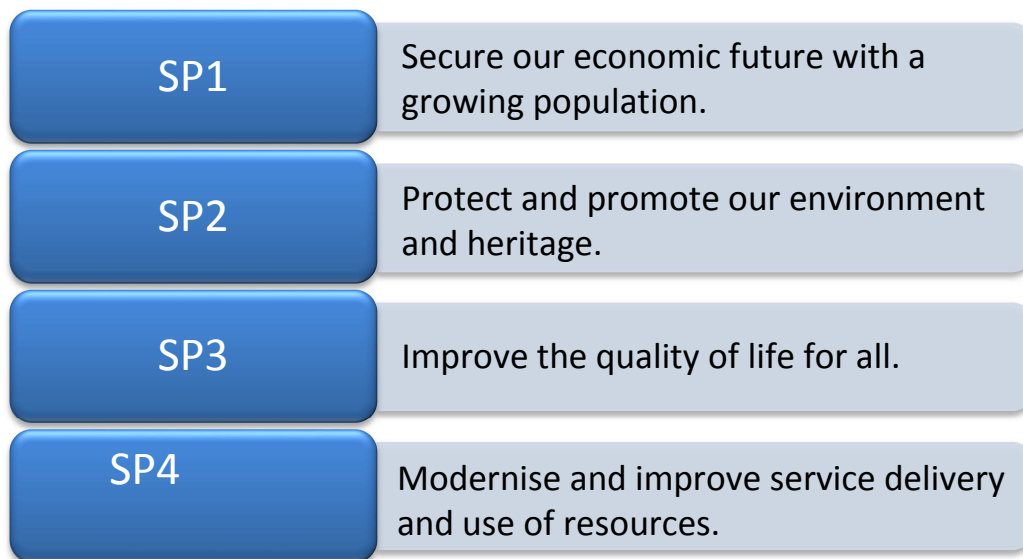 SP1
Secure our economic future with a
growing population.
SP2
Protect and promote our environment
and heritage.
SP3
Improve the quality of life for all.
SP4
Modernise and improve service delivery
and use of resources.